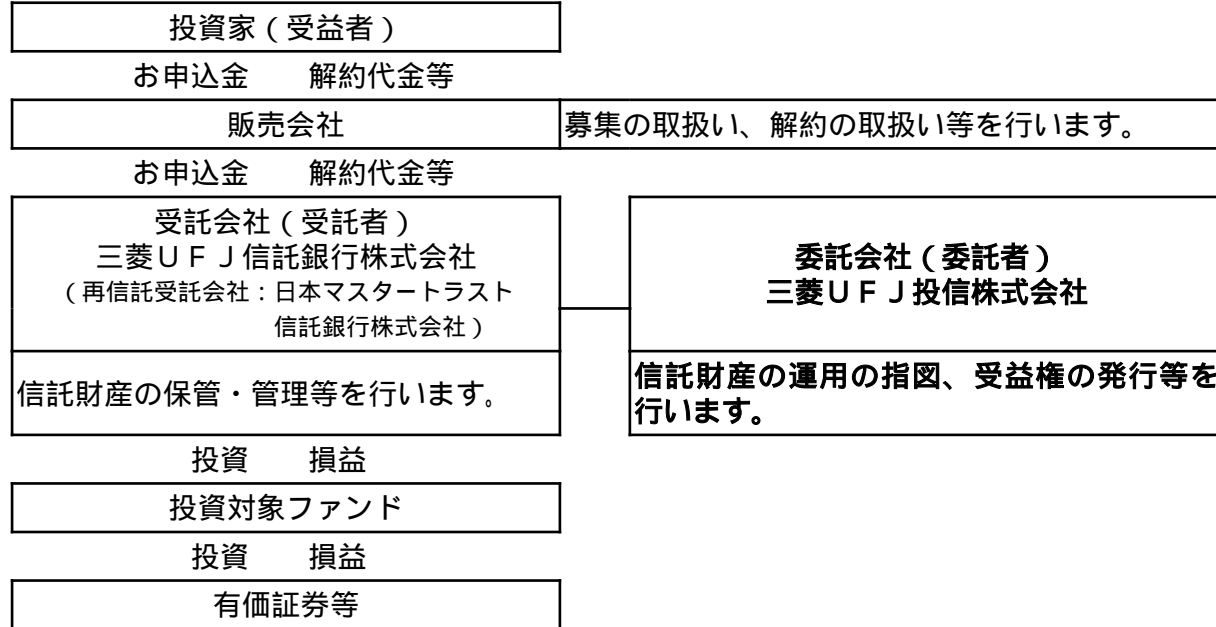 投資家(受益者)
お申込金　　解約代金等
販売会社
募集の取扱い、解約の取扱い等を行います。
お申込金　　解約代金等
受託会社(受託者)
三菱UFJ信託銀行株式会社
(再信託受託会社:日本マスタートラスト
信託銀行株式会社)
委託会社(委託者)
三菱UFJ投信株式会社
信託財産の保管・管理等を行います。
信託財産の運用の指図、受益権の発行等を
行います。
投資　　損益
投資対象ファンド
投資　　損益
有価証券等